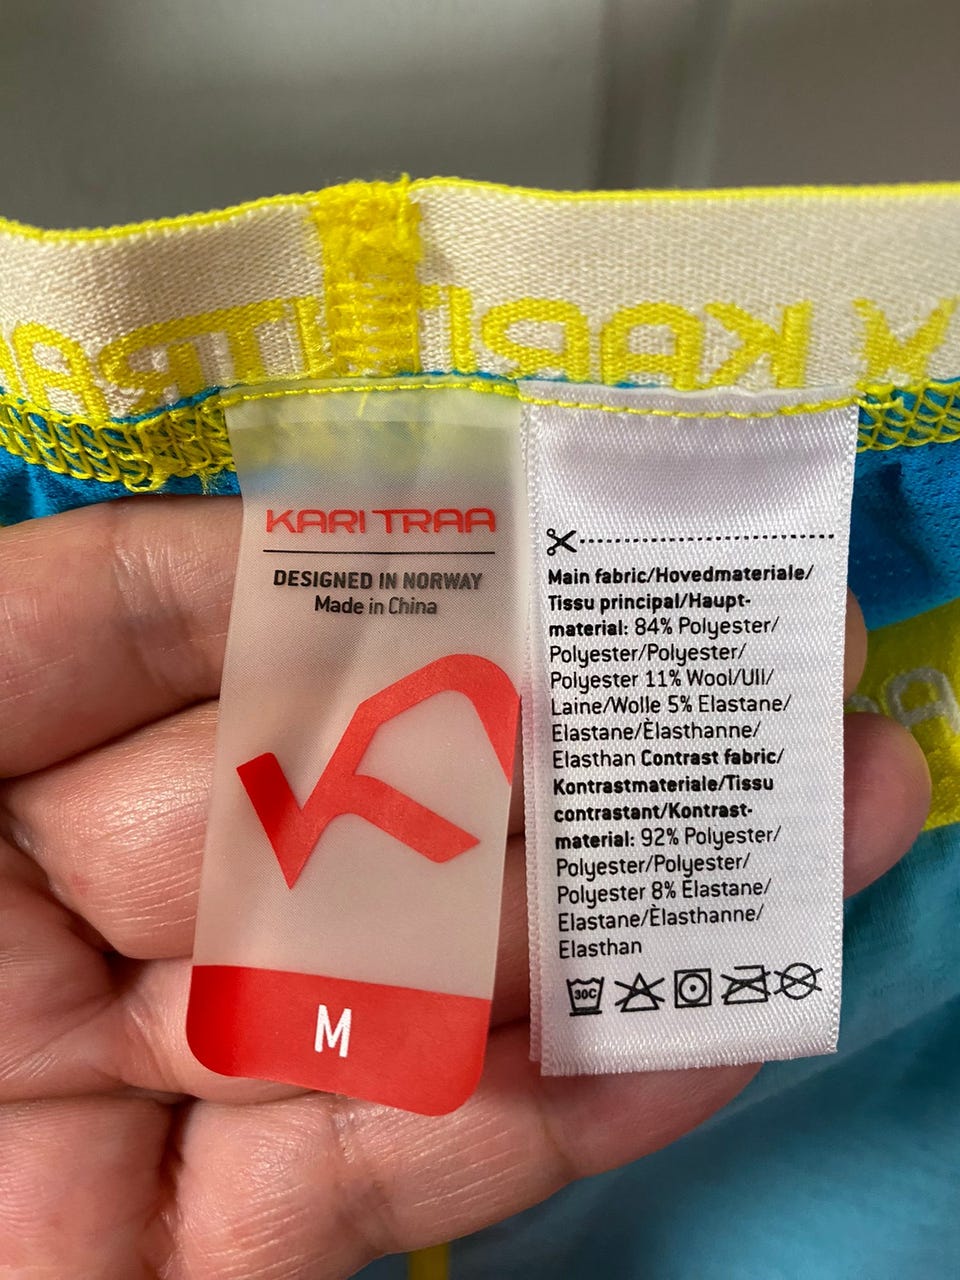 KARI TRAA
KARI TRAA
DESIGNED IN NORWAY
Made in China
M
Main fabric/Hovedmateriale/
Tissu principal/Haupt-
material: 84% Polyester/
Polyester/Polyester/
Polyester 11% Wool/Ull/
Laine/Wolle 5% Elastane/
Elastane/Èlasthanne/
Elasthan Contrast fabric/
Kontrastmateriale/Tissu
contrastant/Kontrast-
material: 92% Polyester/
Polyester/Polyester/
Polyester 8% Elastane/
Elastane/Èlasthanne/
Elasthan
30C